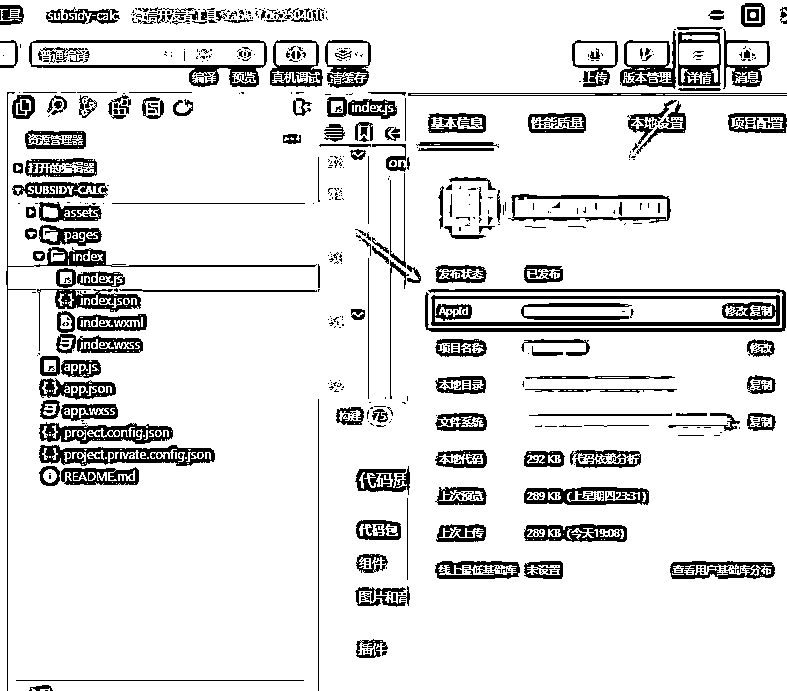 工具 subsidy-calc 微信开发者工具 Stable
普通编译
编译 预览 真机调试 清缓存
上传 版本管理 详情 消息
index.js
资源管理器
打开的编辑器
SUBSIDY-CALC
assets
pages
index
index.js
index.json
index.wxml
index.wxss
app.js
app.json
app.wxss
project.config.json
project.private.config.json
README.md
on
构建 75
代码质
代码包
组件
图片和音
插件
基本信息 性能质量 本地设置 项目配置
发布状态 已发布
AppId 修改 复制
项目名称 修改
本地目录 复制
文件系统 复制
本地代码 292 KB 代码依赖分析
上次预览 289 KB (上星期四23:31)
上次上传 289 KB (今天19:08)
线上最低基础库 未设置 查看用户基础库分布